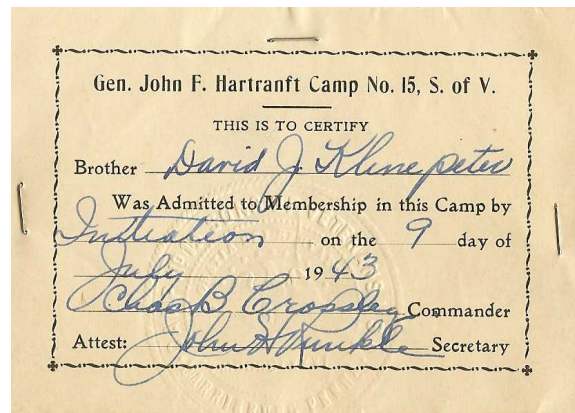 Gen. John F. Hartranft Camp No. 15, S. of V.
THIS IS TO CERTIFY
Brother David J. Klinepeter
Was Admitted to Membership in this Camp by
Initiation on the 9 day of
July 1943
Chas B Cropsley Commander
Attest: John H Runkle Secretary